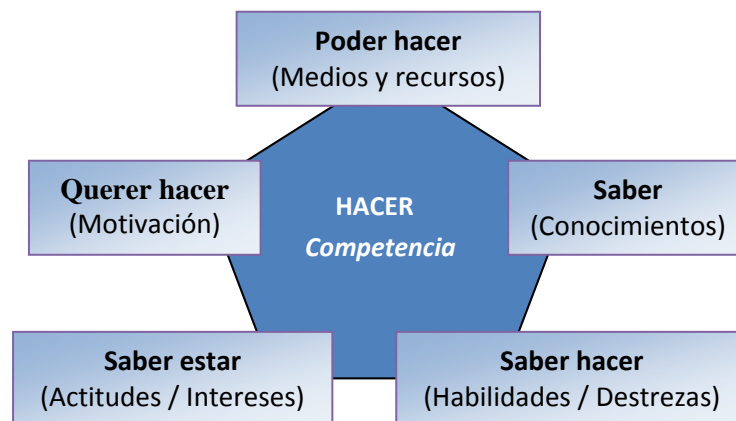 Poder hacer
(Medios y recursos)
Querer hacer
(Motivación)
HACER
Competencia
Saber
(Conocimientos)
Saber estar
(Actitudes / Intereses)
Saber hacer
(Habilidades / Destrezas)